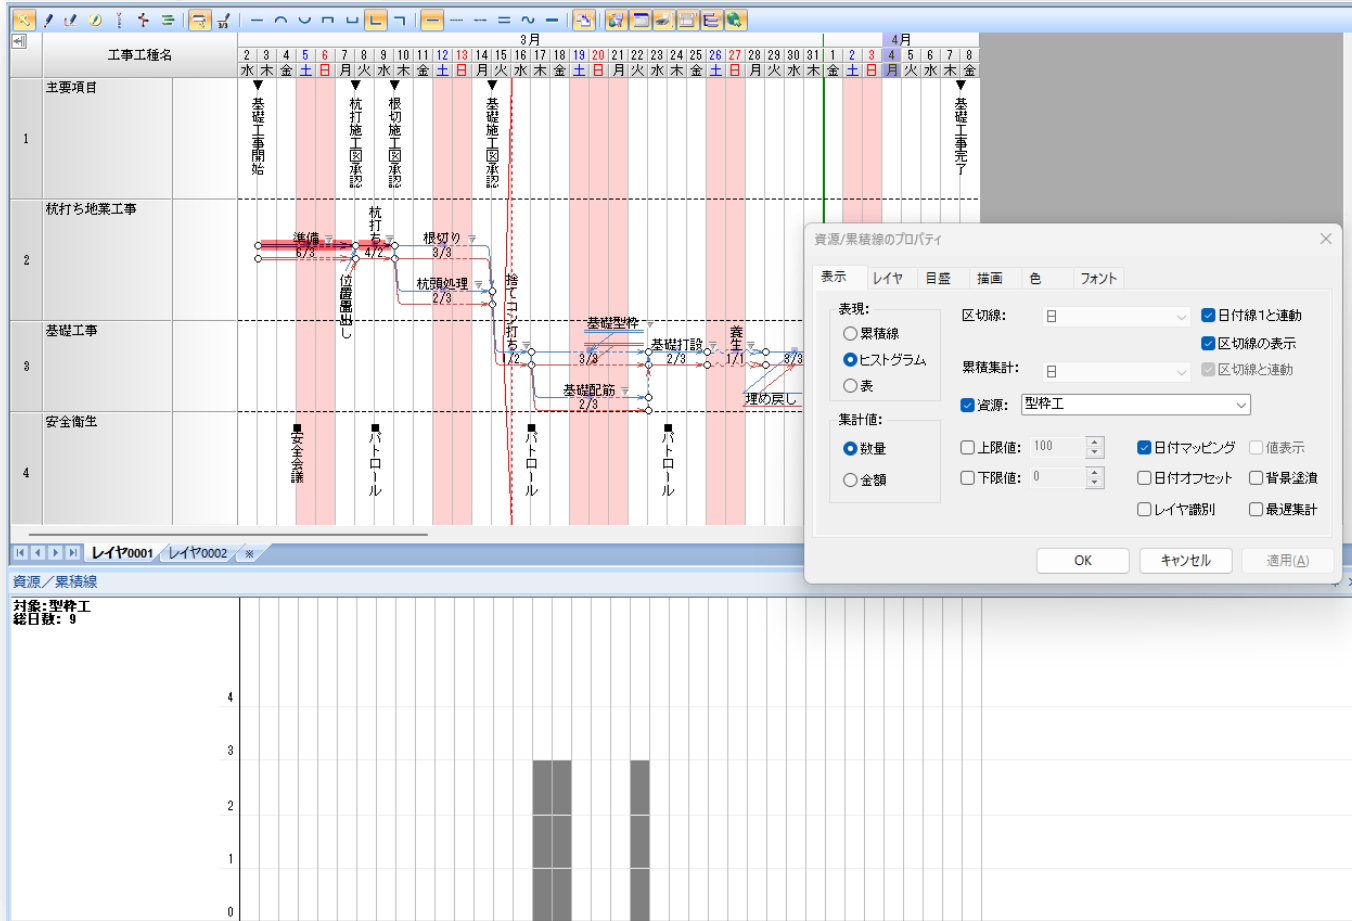 3月
4月
工事工種名
2 3 4 5 6 7 8 9 10 11 12 13 14 15 16 17 18 19 20 21 22 23 24 25 26 27 28 29 30 31 1 2 3 4 5 6 7 8
水 木 金 土 日 月 火 水 木 金 土 日 月 火 水 木 金 土 日 月 火 水 木 金 土 日 月 火 水 木 金 土 日 月 火 水 木 金
1
主要項目
基礎工事開始
杭打施工図承認
根切施工図承認
基礎施工図承認
基礎工事完了
2
杭打ち地業工事
準備
6/3
杭打ち
4/2
根切り
3/3
位置墨出し
杭頭処理
2/3
捨てコン打ち
1/2
3
基礎工事
基礎型枠
3/3
基礎配筋
2/3
基礎打設
2/3
養生
1/1
3/3
埋め戻し
4
安全衛生
安全会議
パトロール
パトロール
パトロール
レイヤ0001
レイヤ0002
※
資源/累積線のプロパティ
表示
レイヤ
目盛
描画
色
フォント
表現:
累積線
ヒストグラム
表
集計値:
数量
金額
区切線:
日
日付線1と連動
区切線の表示
累積集計:
日
区切線と連動
資源:
型枠工
上限値:
100
日付マッピング
値表示
下限値:
0
日付オフセット
背景塗潰
レイヤ識別
最遅集計
OK
キャンセル
適用(A)
資源／累積線
対象:型枠工
総日数: 9
4
3
2
1
0